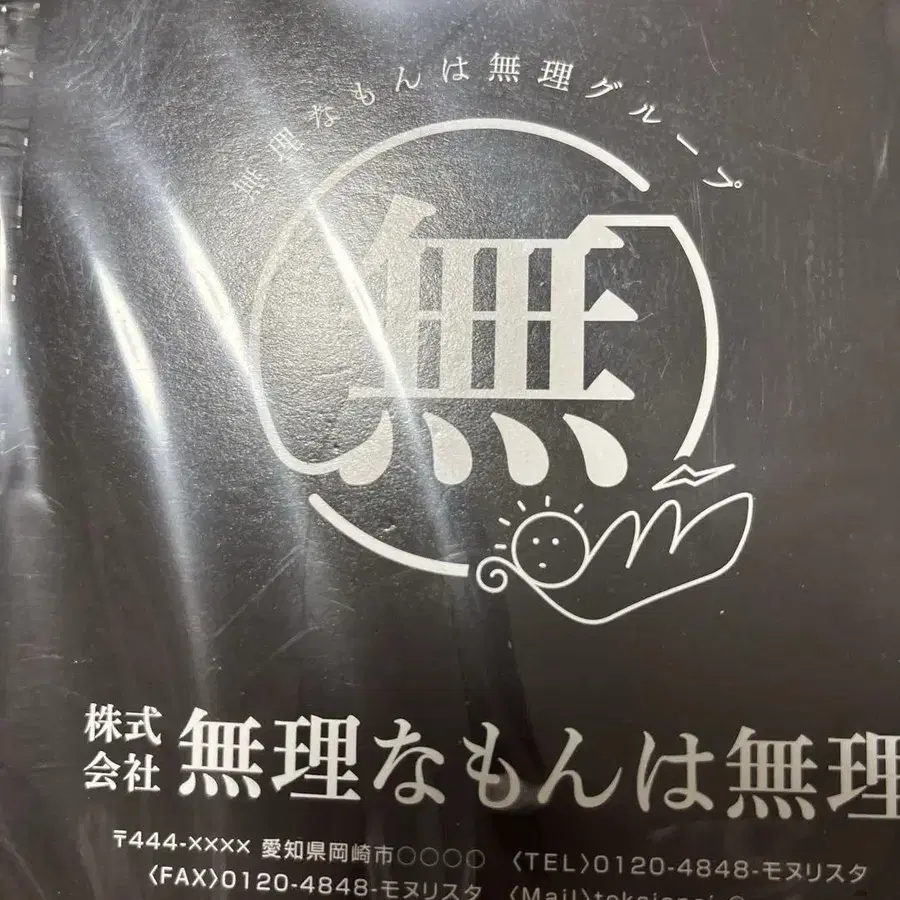 無理なもんは無理グループ
無
株式会社 無理なもんは無理
〒444-×××× 愛知県岡崎市○○○○ 〈TEL〉0120-4848-モヌリスタ
〈FAX〉0120-4848-モヌリスタ 〈Mail〉